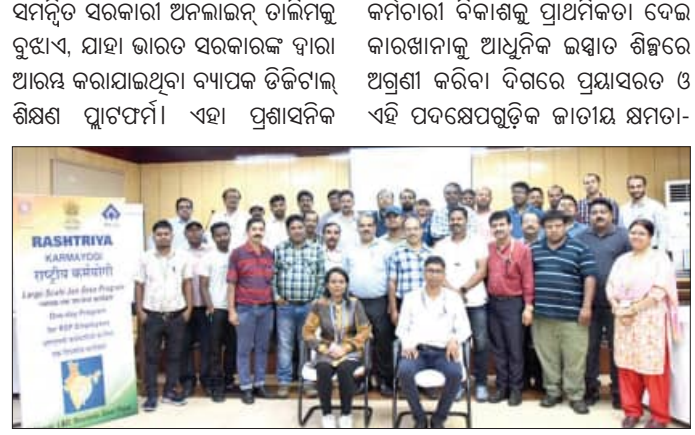 ସମନ୍ୱିତ ସରକାରୀ ଅନଲାଇନ୍ ତାଲିମକୁ
ବୁଝାଏ, ଯାହା ଭାରତ ସରକାରଙ୍କ ଦ୍ୱାରା
ଆରମ୍ଭ କରାଯାଇଥିବା ବ୍ୟାପକ ଡିଜିଟାଲ୍
ଶିକ୍ଷଣ ପ୍ଲାଟଫର୍ମ। ଏହା ପ୍ରଶାସନିକ
କର୍ମଚାରୀ ବିକାଶକୁ ପ୍ରାଥମିକତା ଦେଇ
କାରଖାନାକୁ ଆଧୁନିକ ଇସ୍ପାତ ଶିଳ୍ପରେ
ଅଗ୍ରଣୀ କରିବା ଦିଗରେ ପ୍ରୟାସରତ ଓ
ଏହି ପଦକ୍ଷେପଗୁଡ଼ିକ ଜାତୀୟ କ୍ଷମତା-
RASHTRIYA
KARMAYOGI
राष्ट्रीय कर्मयोगी
Large Scale Jan Seva Program
One-day Program
for RSP Employees